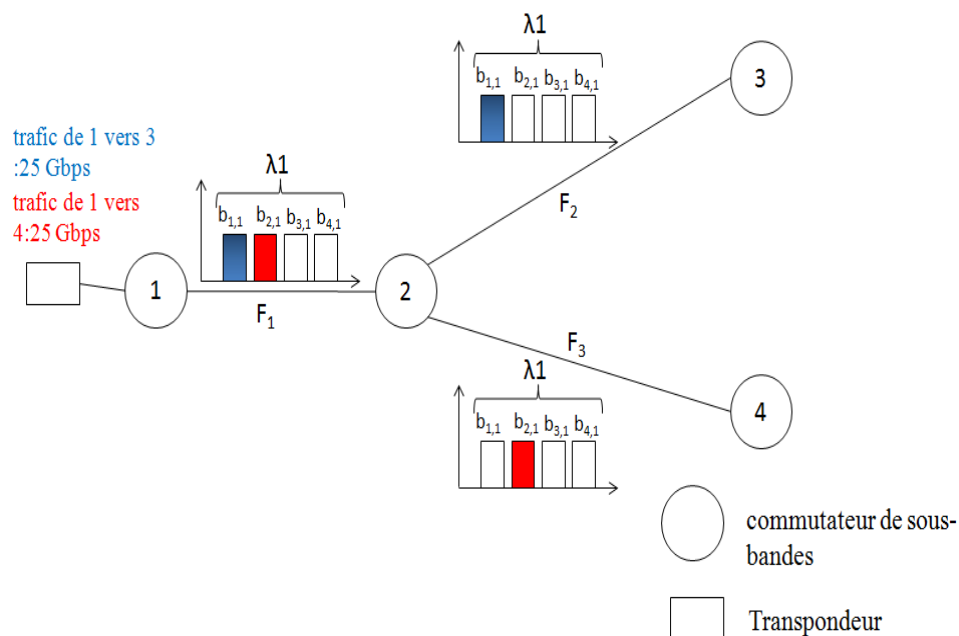 λ1
b1,1 b2,1 b3,1 b4,1
3
trafic de 1 vers 3
:25 Gbps
trafic de 1 vers
4:25 Gbps
λ1
b1,1 b2,1 b3,1 b4,1
F2
1
2
F1
F3
λ1
b1,1 b2,1 b3,1 b4,1
4
commutateur de sous-
bandes
Transpondeur